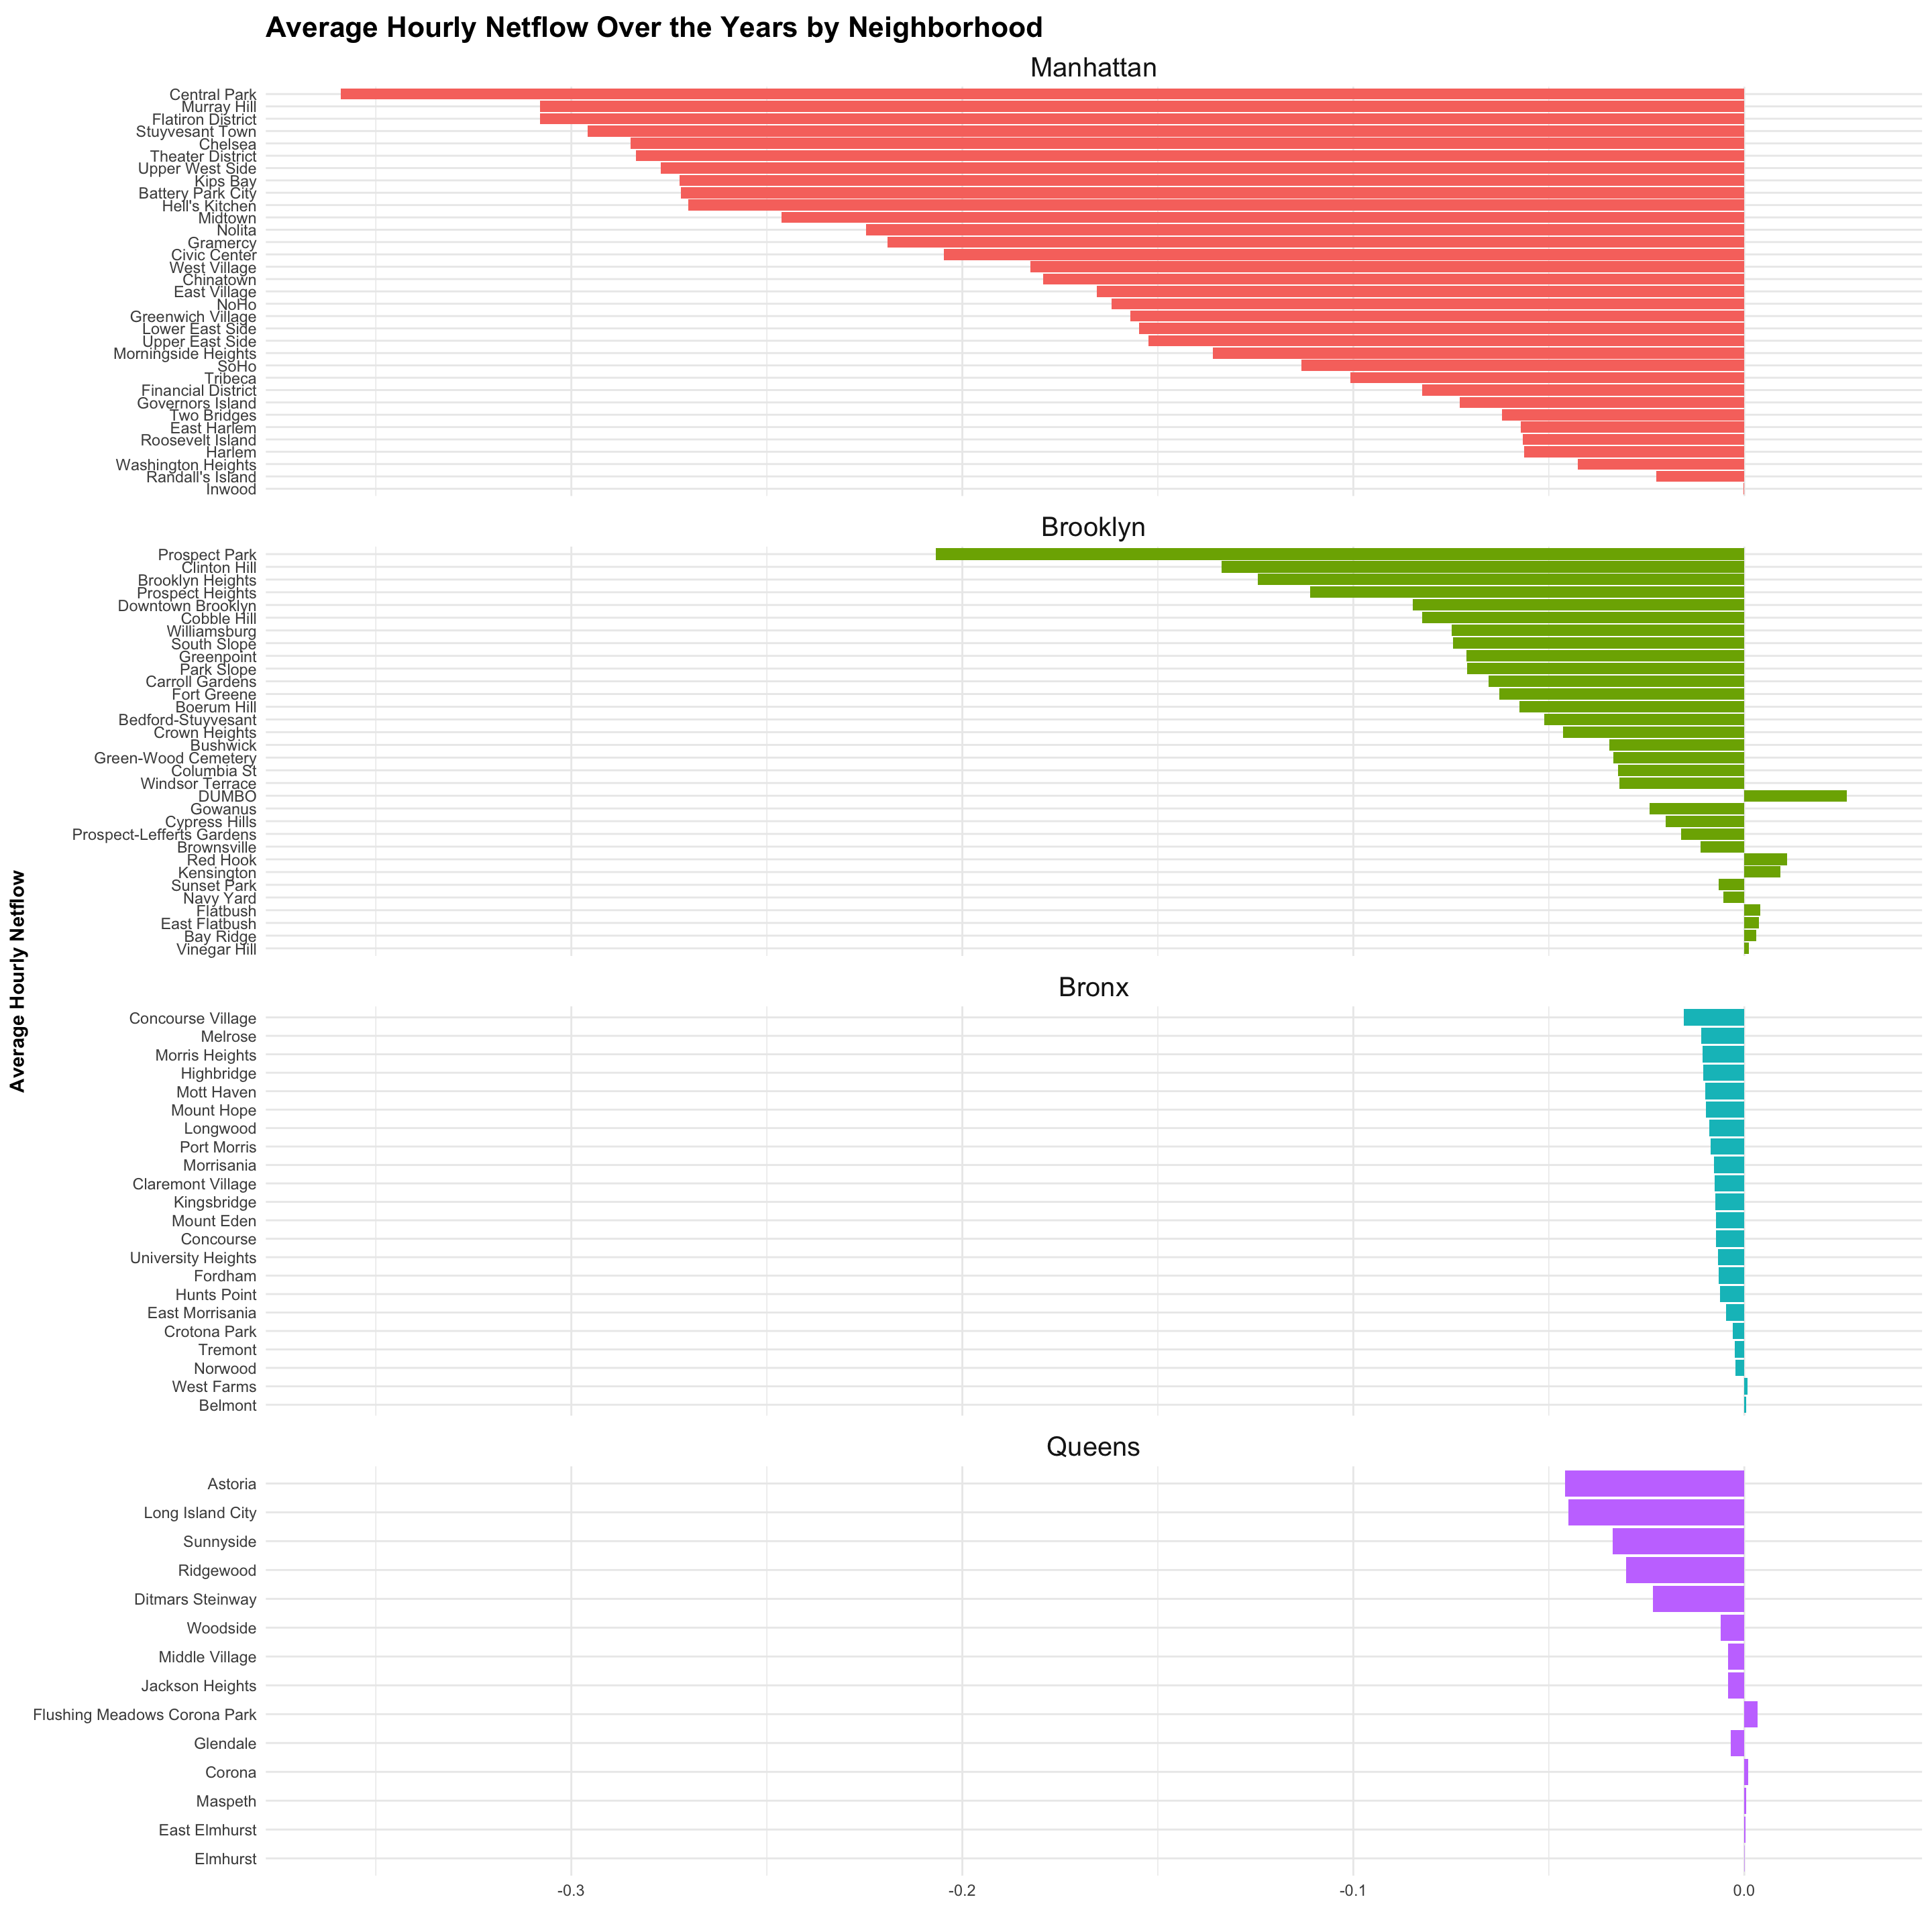 Average Hourly Netflow Over the Years by Neighborhood
Manhattan
Central Park
Murray Hill
Flatiron District
Stuyvesant Town
Chelsea
Theater District
Upper West Side
Kips Bay
Battery Park City
Hell's Kitchen
Midtown
Nolita
Gramercy
Civic Center
West Village
Chinatown
East Village
NoHo
Greenwich Village
Lower East Side
Upper East Side
Morningside Heights
SoHo
Tribeca
Financial District
Governors Island
Two Bridges
East Harlem
Roosevelt Island
Harlem
Washington Heights
Randall's Island
Inwood
Brooklyn
Prospect Park
Clinton Hill
Brooklyn Heights
Prospect Heights
Downtown Brooklyn
Cobble Hill
Williamsburg
South Slope
Greenpoint
Park Slope
Carroll Gardens
Fort Greene
Boerum Hill
Bedford-Stuyvesant
Crown Heights
Bushwick
Green-Wood Cemetery
Columbia St
Windsor Terrace
DUMBO
Gowanus
Cypress Hills
Prospect-Lefferts Gardens
Brownsville
Red Hook
Kensington
Sunset Park
Navy Yard
Flatbush
East Flatbush
Bay Ridge
Vinegar Hill
Average Hourly Netflow
Bronx
Concourse Village
Melrose
Morris Heights
Highbridge
Mott Haven
Mount Hope
Longwood
Port Morris
Morrisania
Claremont Village
Kingsbridge
Mount Eden
Concourse
University Heights
Fordham
Hunts Point
East Morrisania
Crotona Park
Tremont
Norwood
West Farms
Belmont
Queens
Astoria
Long Island City
Sunnyside
Ridgewood
Ditmars Steinway
Woodside
Middle Village
Jackson Heights
Flushing Meadows Corona Park
Glendale
Corona
Maspeth
East Elmhurst
Elmhurst
-0.3 -0.2 -0.1 0.0